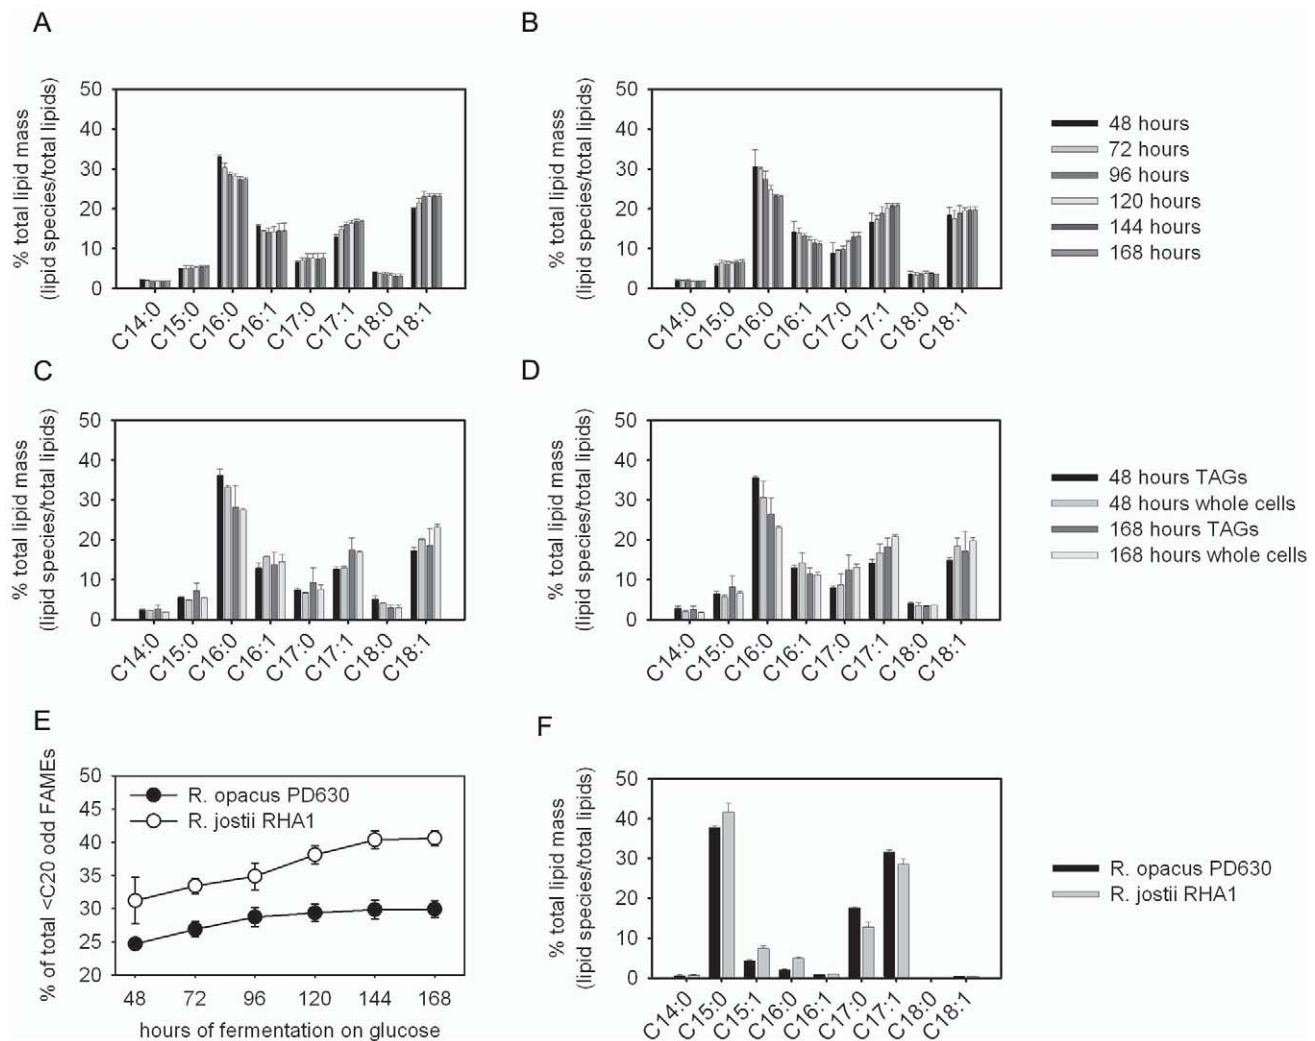 A
% total lipid mass
(lipid species/total lipids)
50
40
30
20
10
0
C14:0
C15:0
C16:0
C16:1
C17:0
C17:1
C18:0
C18:1
B
% total lipid mass
(lipid species/total lipids)
50
40
30
20
10
0
C14:0
C15:0
C16:0
C16:1
C17:0
C17:1
C18:0
C18:1
48 hours
72 hours
96 hours
120 hours
144 hours
168 hours
C
% total lipid mass
(lipid species/total lipids)
50
40
30
20
10
0
C14:0
C15:0
C16:0
C16:1
C17:0
C17:1
C18:0
C18:1
D
% total lipid mass
(lipid species/total lipids)
50
40
30
20
10
0
C14:0
C15:0
C16:0
C16:1
C17:0
C17:1
C18:0
C18:1
48 hours TAGs
48 hours whole cells
168 hours TAGs
168 hours whole cells
E
% of total <C20 odd FAMEs
50
45
40
35
30
25
20
R. opacus PD630
R. jostii RHA1
48 72 96 120 144 168
hours of fermentation on glucose
F
% total lipid mass
(lipid species/total lipids)
50
40
30
20
10
0
C14:0
C15:0
C15:1
C16:0
C16:1
C17:0
C17:1
C18:0
C18:1
R. opacus PD630
R. jostii RHA1